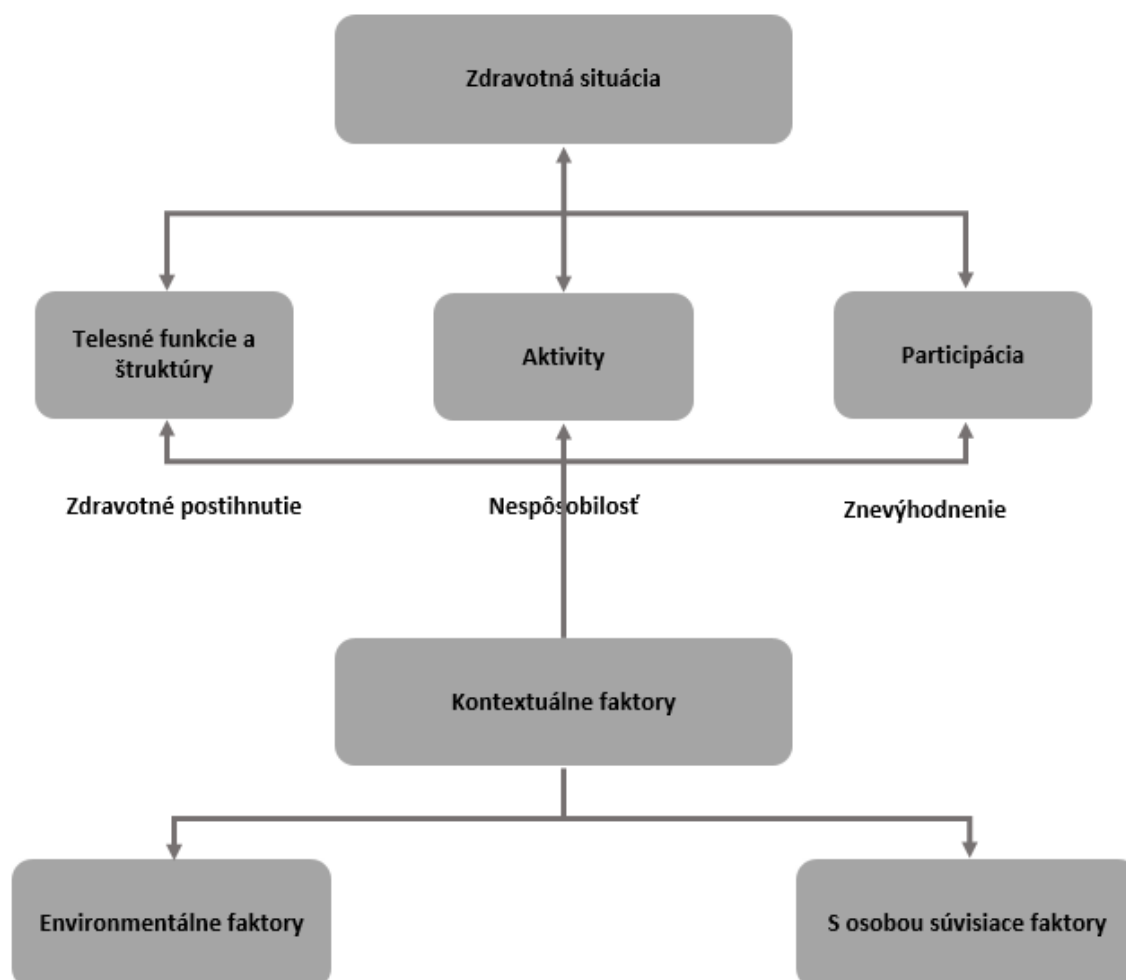 Zdravotná situácia
Telesné funkcie a
štruktúry
Aktivity
Participácia
Zdravotné postihnutie
Nespôsobilosť
Znevýhodnenie
Kontextuálne faktory
Environmentálne faktory
S osobou súvisiace faktory